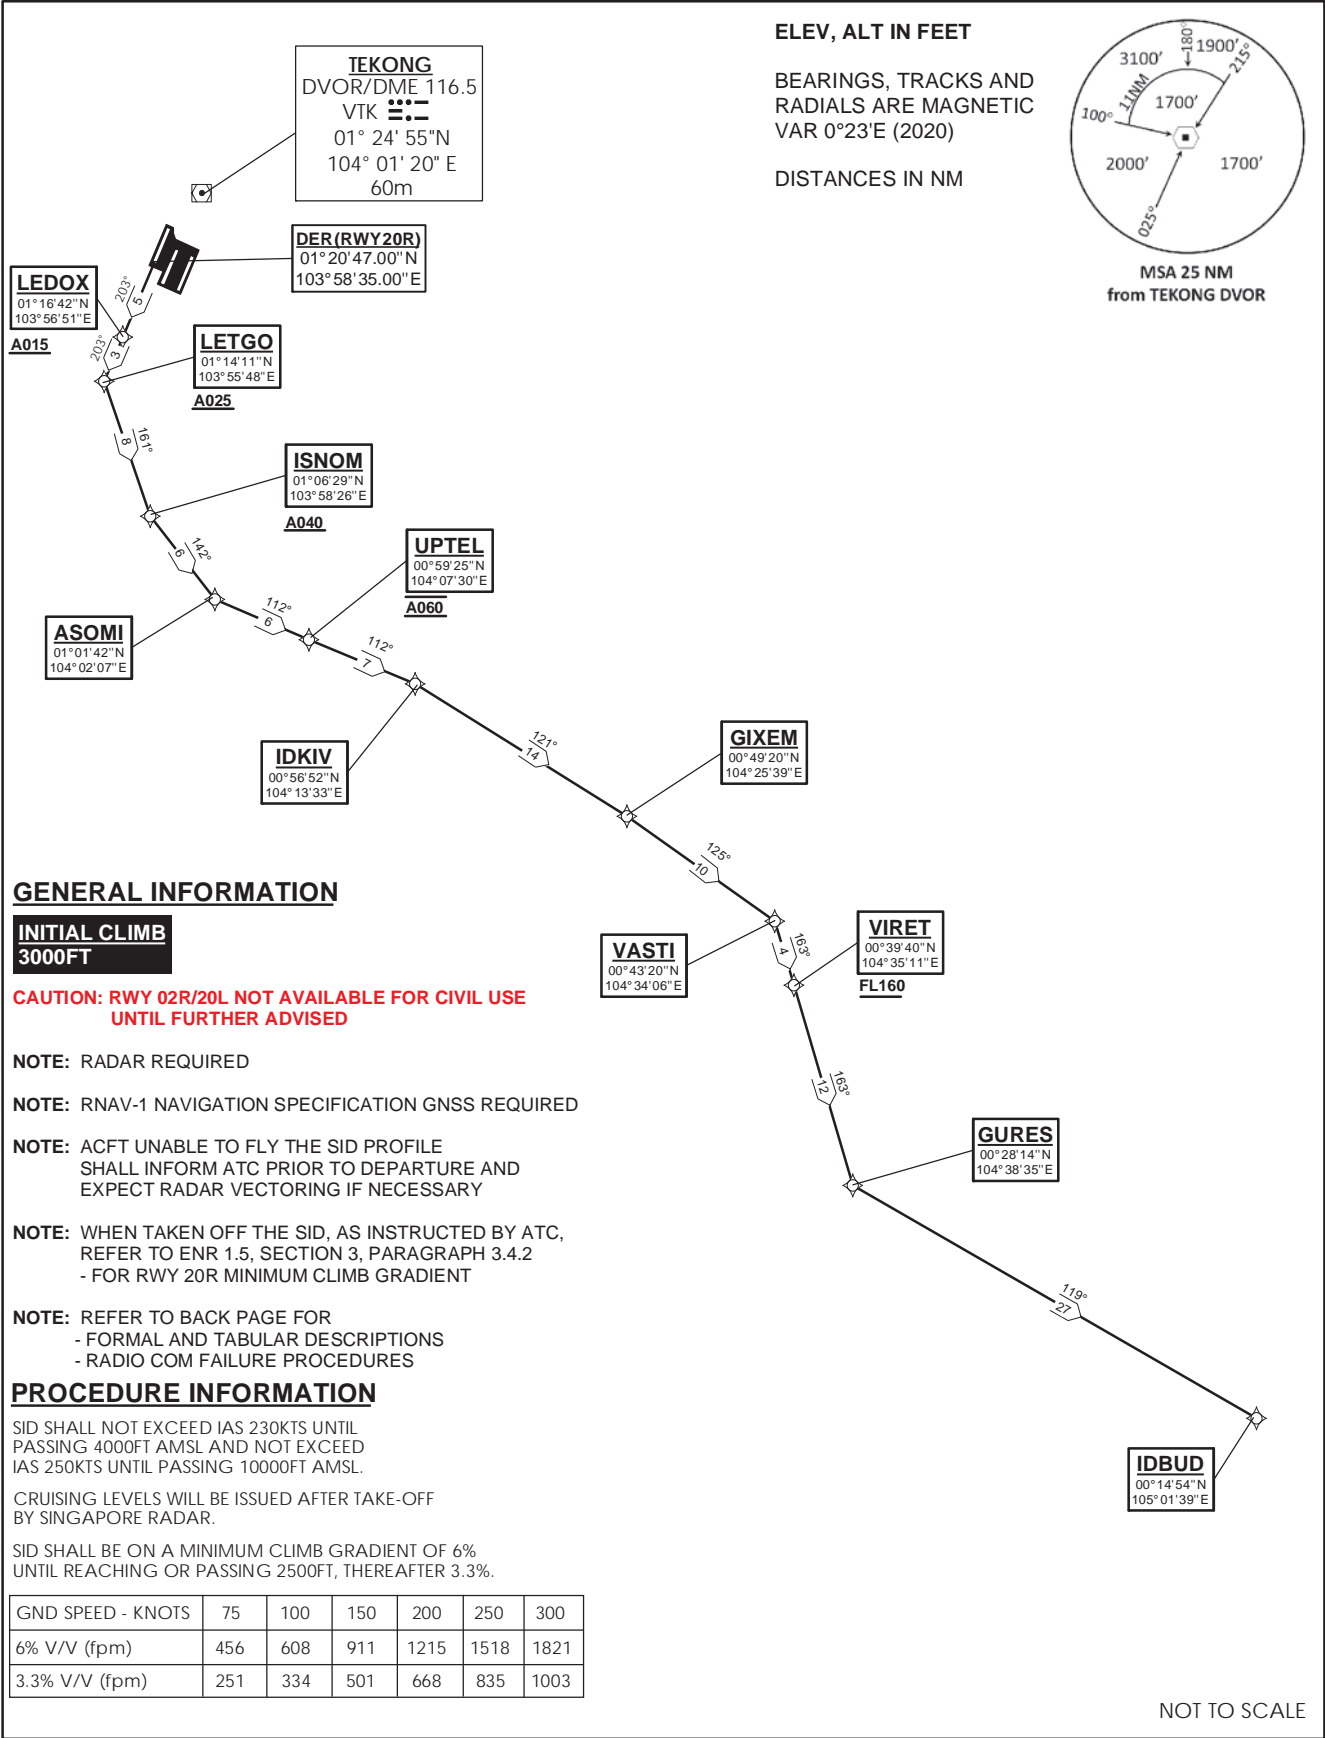 ELEV, ALT IN FEET
BEARINGS, TRACKS AND
RADIALS ARE MAGNETIC
VAR 0°23'E (2020)
DISTANCES IN NM
3100'
180°
1900'
215°
11NM
1700'
100°
2000'
1700'
025°
MSA 25 NM
from TEKONG DVOR
TEKONG
DVOR/DME 116.5
VTK
01° 24' 55"N
104° 01' 20" E
60m
DER(RWY20R)
01°20'47.00"N
103°58'35.00"E
LEDOX
01°16'42"N
103°56'51"E
A015
203°
5
203°
3
LETGO
01°14'11"N
103°55'48"E
A025
8
161°
ISNOM
01°06'29"N
103°58'26"E
A040
6
142°
UPTEL
00°59'25"N
104°07'30"E
A060
ASOMI
01°01'42"N
104°02'07"E
112°
6
112°
7
IDKIV
00°56'52"N
104°13'33"E
121°
14
GIXEM
00°49'20"N
104°25'39"E
125°
10
VASTI
00°43'20"N
104°34'06"E
4
163°
VIRET
00°39'40"N
104°35'11"E
FL160
12
163°
GURES
00°28'14"N
104°38'35"E
119°
27
IDBUD
00°14'54"N
105°01'39"E
GENERAL INFORMATION
INITIAL CLIMB
3000FT
CAUTION: RWY 02R/20L NOT AVAILABLE FOR CIVIL USE
UNTIL FURTHER ADVISED
NOTE: RADAR REQUIRED
NOTE: RNAV-1 NAVIGATION SPECIFICATION GNSS REQUIRED
NOTE: ACFT UNABLE TO FLY THE SID PROFILE
SHALL INFORM ATC PRIOR TO DEPARTURE AND
EXPECT RADAR VECTORING IF NECESSARY
NOTE: WHEN TAKEN OFF THE SID, AS INSTRUCTED BY ATC,
REFER TO ENR 1.5, SECTION 3, PARAGRAPH 3.4.2
- FOR RWY 20R MINIMUM CLIMB GRADIENT
NOTE: REFER TO BACK PAGE FOR
- FORMAL AND TABULAR DESCRIPTIONS
- RADIO COM FAILURE PROCEDURES
PROCEDURE INFORMATION
SID SHALL NOT EXCEED IAS 230KTS UNTIL
PASSING 4000FT AMSL AND NOT EXCEED
IAS 250KTS UNTIL PASSING 10000FT AMSL.
CRUISING LEVELS WILL BE ISSUED AFTER TAKE-OFF
BY SINGAPORE RADAR.
SID SHALL BE ON A MINIMUM CLIMB GRADIENT OF 6%
UNTIL REACHING OR PASSING 2500FT, THEREAFTER 3.3%.
GND SPEED - KNOTS 75 100 150 200 250 300
6% V/V (fpm) 456 608 911 1215 1518 1821
3.3% V/V (fpm) 251 334 501 668 835 1003
NOT TO SCALE